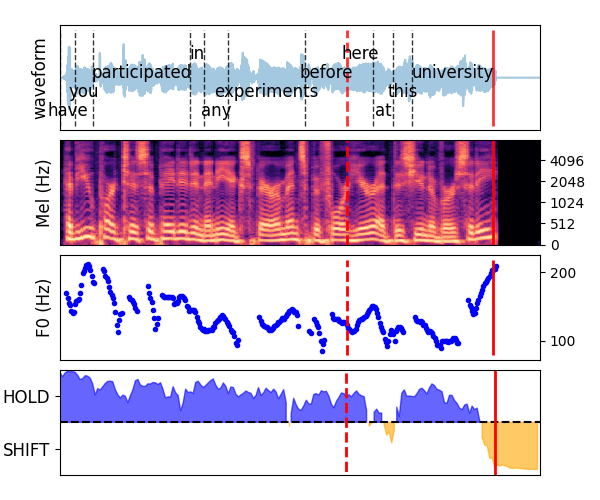 waveform
in
here
participated
before
university
you
experiments
this
have
any
at
Mel (Hz)
4096
2048
1024
512
0
F0 (Hz)
200
100
HOLD
SHIFT